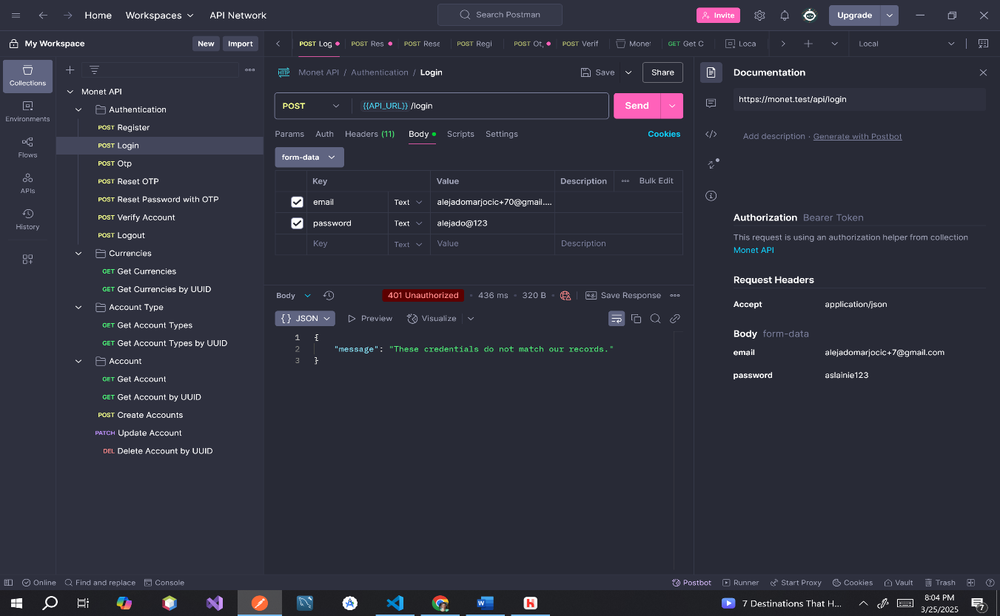 Home
Workspaces
API Network
Search Postman
Invite
Upgrade
My Workspace
New
Import
POST Log
POST Res
POST Rese
POST Regi
POST Ot,
POST Verif
Monet
GET Get C
Loca
Local
Collections
Environments
Flows
APIs
History
Monet API
Authentication
POST Register
POST Login
POST Otp
POST Reset OTP
POST Reset Password with OTP
POST Verify Account
POST Logout
Currencies
GET Get Currencies
GET Get Currencies by UUID
Account Type
GET Get Account Types
GET Get Account Types by UUID
Account
GET Get Account
GET Get Account by UUID
POST Create Accounts
PATCH Update Account
DEL Delete Account by UUID
HTTP Monet API / Authentication / Login
Save
Share
POST
{{API_URL}} /login
Send
Params
Auth
Headers (11)
Body
Scripts
Settings
Cookies
form-data
Key
Value
Description
Bulk Edit
email
Text
alejadomarjocic+70@gmail....
password
Text
alejado@123
Key
Text
Value
Description
Body
401 Unauthorized
436 ms
320 B
Save Response
{} JSON
Preview
Visualize
1 {
2 "message": "These credentials do not match our records."
3 }
Documentation
https://monet.test/api/login
Add description · Generate with Postbot
Authorization Bearer Token
This request is using an authorization helper from collection
Monet API
Request Headers
Accept application/json
Body form-data
email alejadomarjocic+7@gmail.com
password aslainie123
Online
Find and replace
Console
Postbot
Runner
Start Proxy
Cookies
Vault
Trash
7 Destinations That H...
8:04 PM
3/25/2025
7